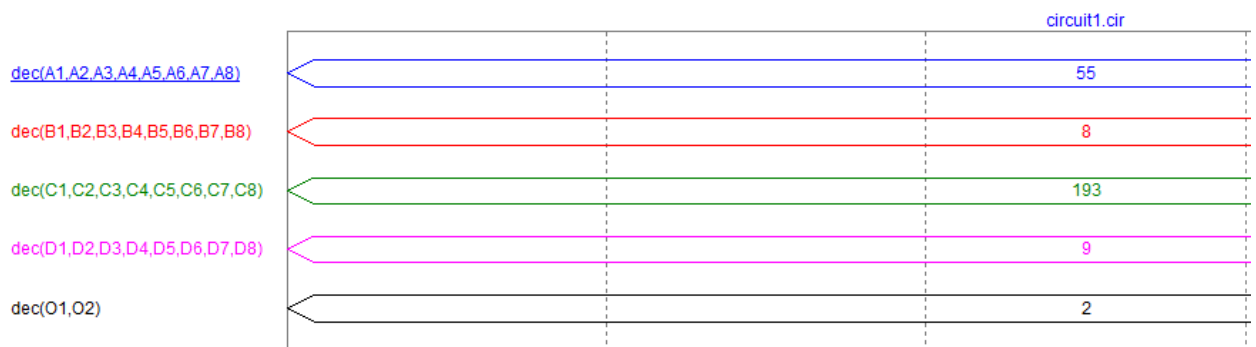 circuit1.cir
dec(A1,A2,A3,A4,A5,A6,A7,A8) 55
dec(B1,B2,B3,B4,B5,B6,B7,B8) 8
dec(C1,C2,C3,C4,C5,C6,C7,C8) 193
dec(D1,D2,D3,D4,D5,D6,D7,D8) 9
dec(O1,O2) 2